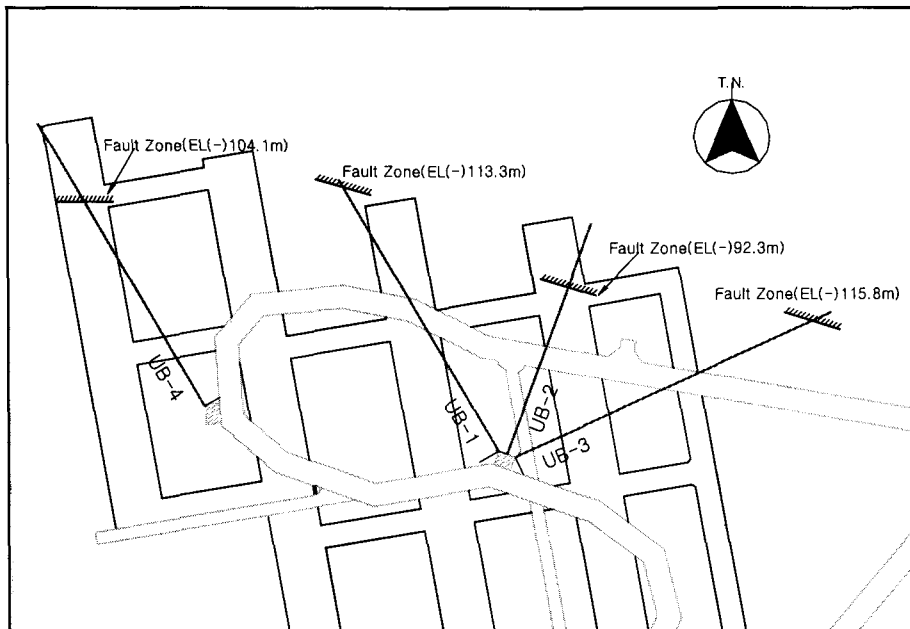 T.N.
Fault Zone(EL(-)104.1m)
Fault Zone(EL(-)113.3m)
Fault Zone(EL(-)92.3m)
Fault Zone(EL(-)115.8m)
UB-4
UB-1
UB-2
UB-3